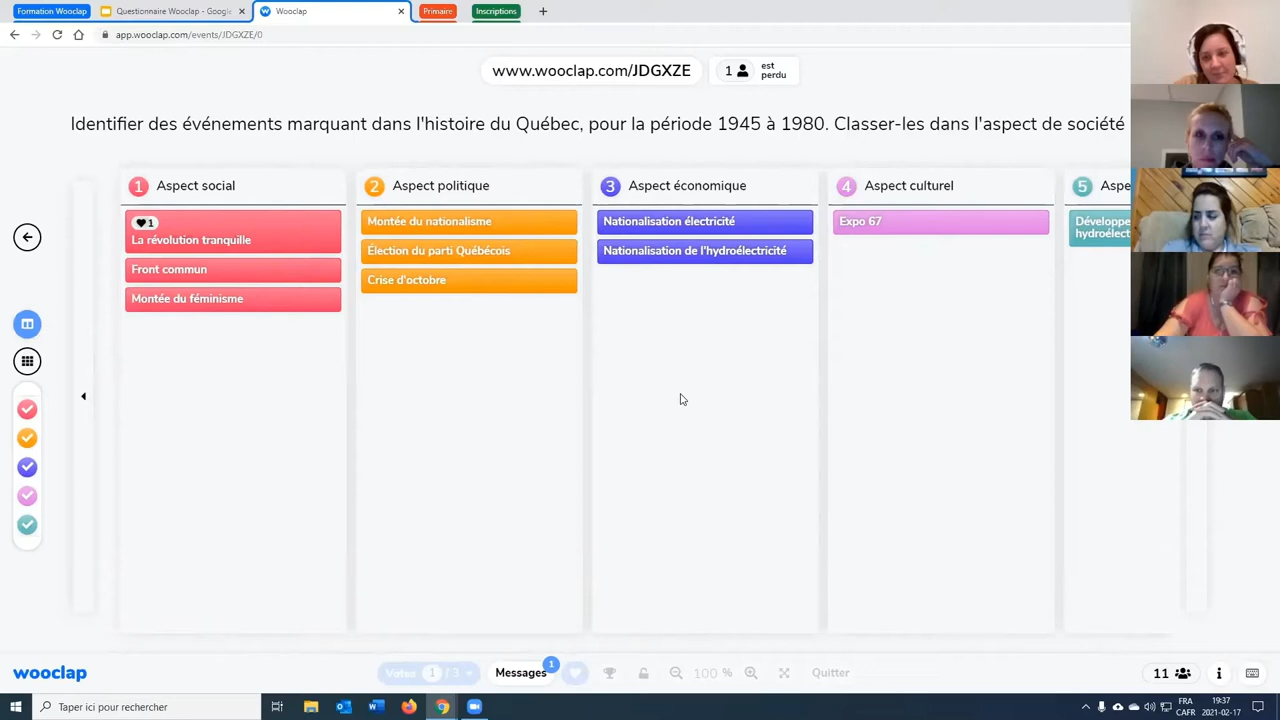 Formation Wooclap
Questionnaire Wooclap - Googl
Wooclap
Primaire
Inscriptions
app.wooclap.com/events/JDGXZE/0
www.wooclap.com/JDGXZE
1
est
perdu
Identifier des événements marquant dans l'histoire du Québec, pour la période 1945 à 1980. Classer-les dans l'aspect de société
1 Aspect social
2 Aspect politique
3 Aspect économique
4 Aspect culturel
5 Aspe
1
La révolution tranquille
Front commun
Montée du féminisme
Montée du nationalisme
Élection du parti Québécois
Crise d'octobre
Nationalisation électricité
Nationalisation de l'hydroélectricité
Expo 67
Développe
hydroélect
wooclap
Votes 1 / 3
Messages
1
100 %
Quitter
11
Taper ici pour rechercher
FRA
CAFR
19:37
2021-02-17